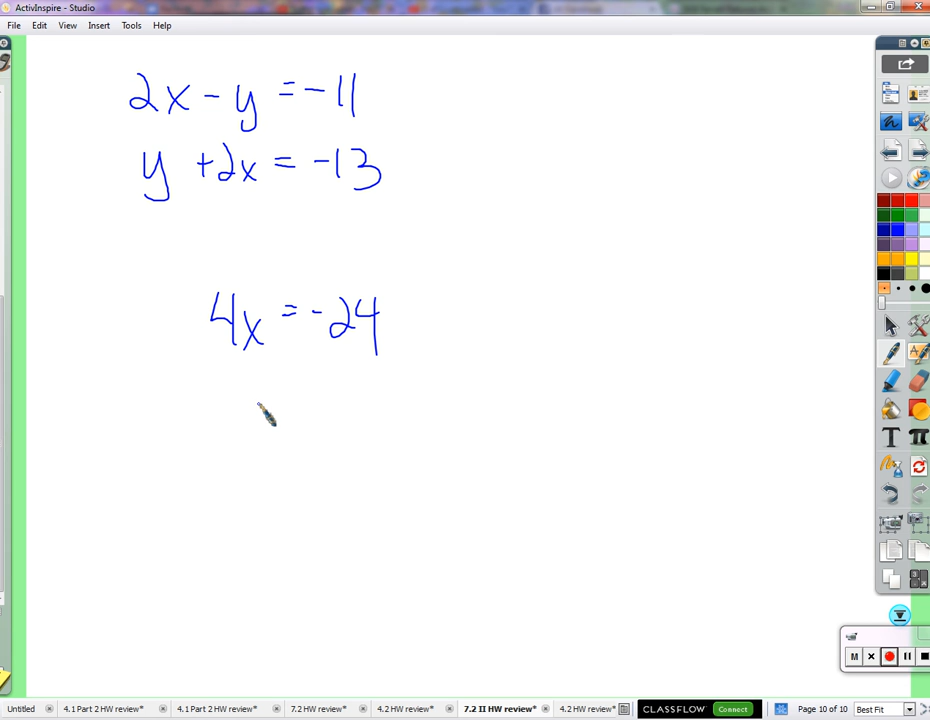 ActivInspire - Studio
File Edit View Insert Tools Help
2x - y = -11
y + 2x = -13
4x = -24
M
Untitled 4.1 Part 2 HW review* 4.1 Part 2 HW review* 7.2 HW review* 4.2 HW review* 7.2 II HW review* 4.2 HW review* CLASSFLOW Connect Page 10 of 10 Best Fit